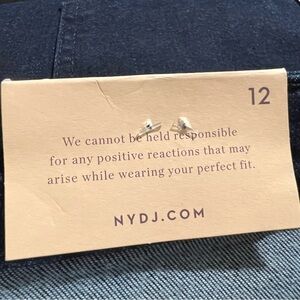 12
We cannot be held responsible
for any positive reactions that may
arise while wearing your perfect fit.
NYDJ.COM